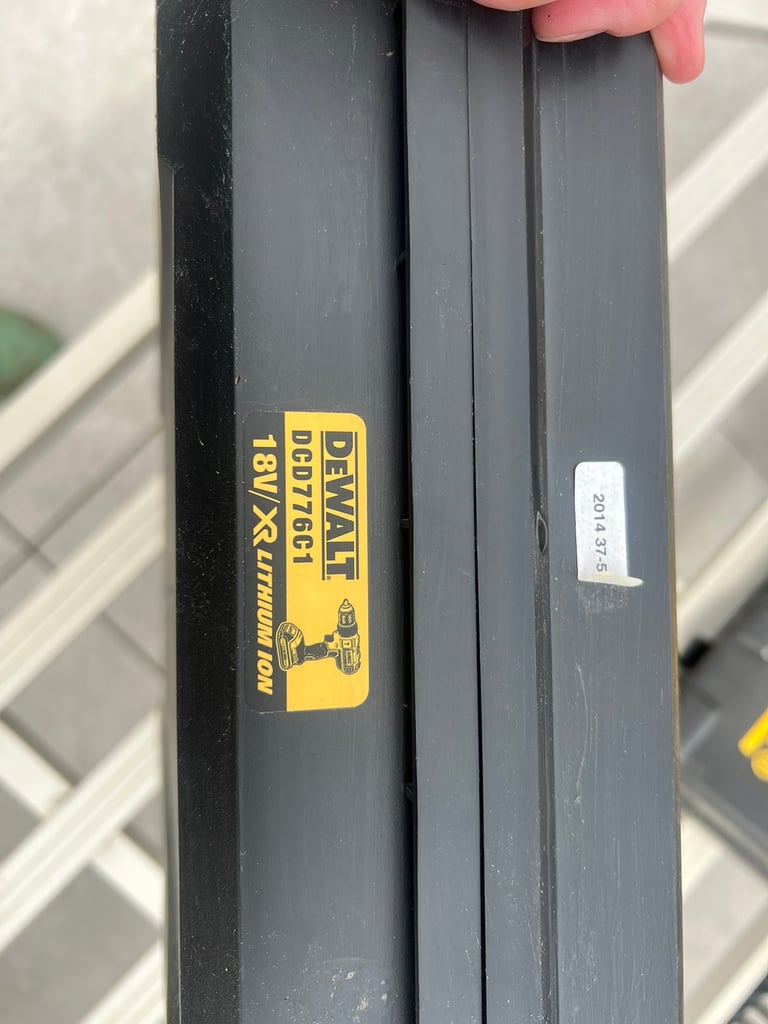 DEWALT
DCD776C1
18V/XR LITHIUM ION
2014 37-5